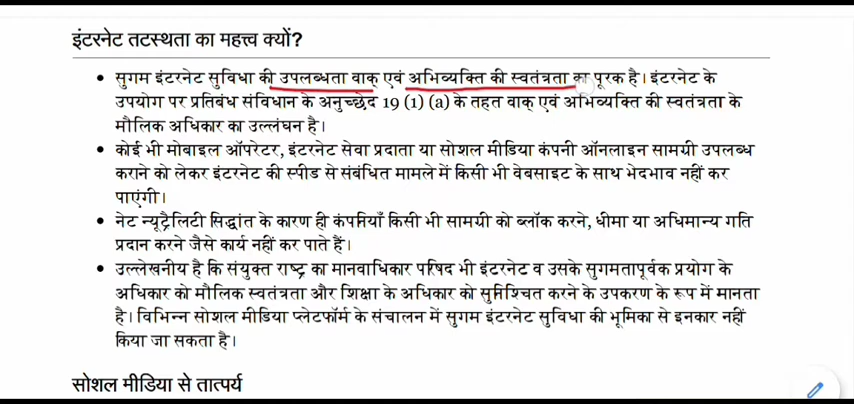 इंटरनेट तटस्थता का महत्त्व क्यों?
• सुगम इंटरनेट सुविधा की उपलब्धता वाक् एवं अभिव्यक्ति की स्वतंत्रता का पूरक है। इंटरनेट के
उपयोग पर प्रतिबंध संविधान के अनुच्छेद 19 (1) (a) के तहत वाक् एवं अभिव्यक्ति की स्वतंत्रता के
मौलिक अधिकार का उल्लंघन है।
• कोई भी मोबाइल ऑपरेटर, इंटरनेट सेवा प्रदाता या सोशल मीडिया कंपनी ऑनलाइन सामग्री उपलब्ध
कराने को लेकर इंटरनेट की स्पीड से संबंधित मामले में किसी भी वेबसाइट के साथ भेदभाव नहीं कर
पाएंगी।
• नेट न्यूट्रैलिटी सिद्धांत के कारण ही कंपनियाँ किसी भी सामग्री को ब्लॉक करने, धीमा या अधिमान्य गति
प्रदान करने जैसे कार्य नहीं कर पाते हैं।
• उल्लेखनीय है कि संयुक्त राष्ट्र का मानवाधिकार परिषद भी इंटरनेट व उसके सुगमतापूर्वक प्रयोग के
अधिकार को मौलिक स्वतंत्रता और शिक्षा के अधिकार को सुनिश्चित करने के उपकरण के रूप में मानता
है। विभिन्न सोशल मीडिया प्लेटफॉर्म के संचालन में सुगम इंटरनेट सुविधा की भूमिका से इनकार नहीं
किया जा सकता है।
सोशल मीडिया से तात्पर्य